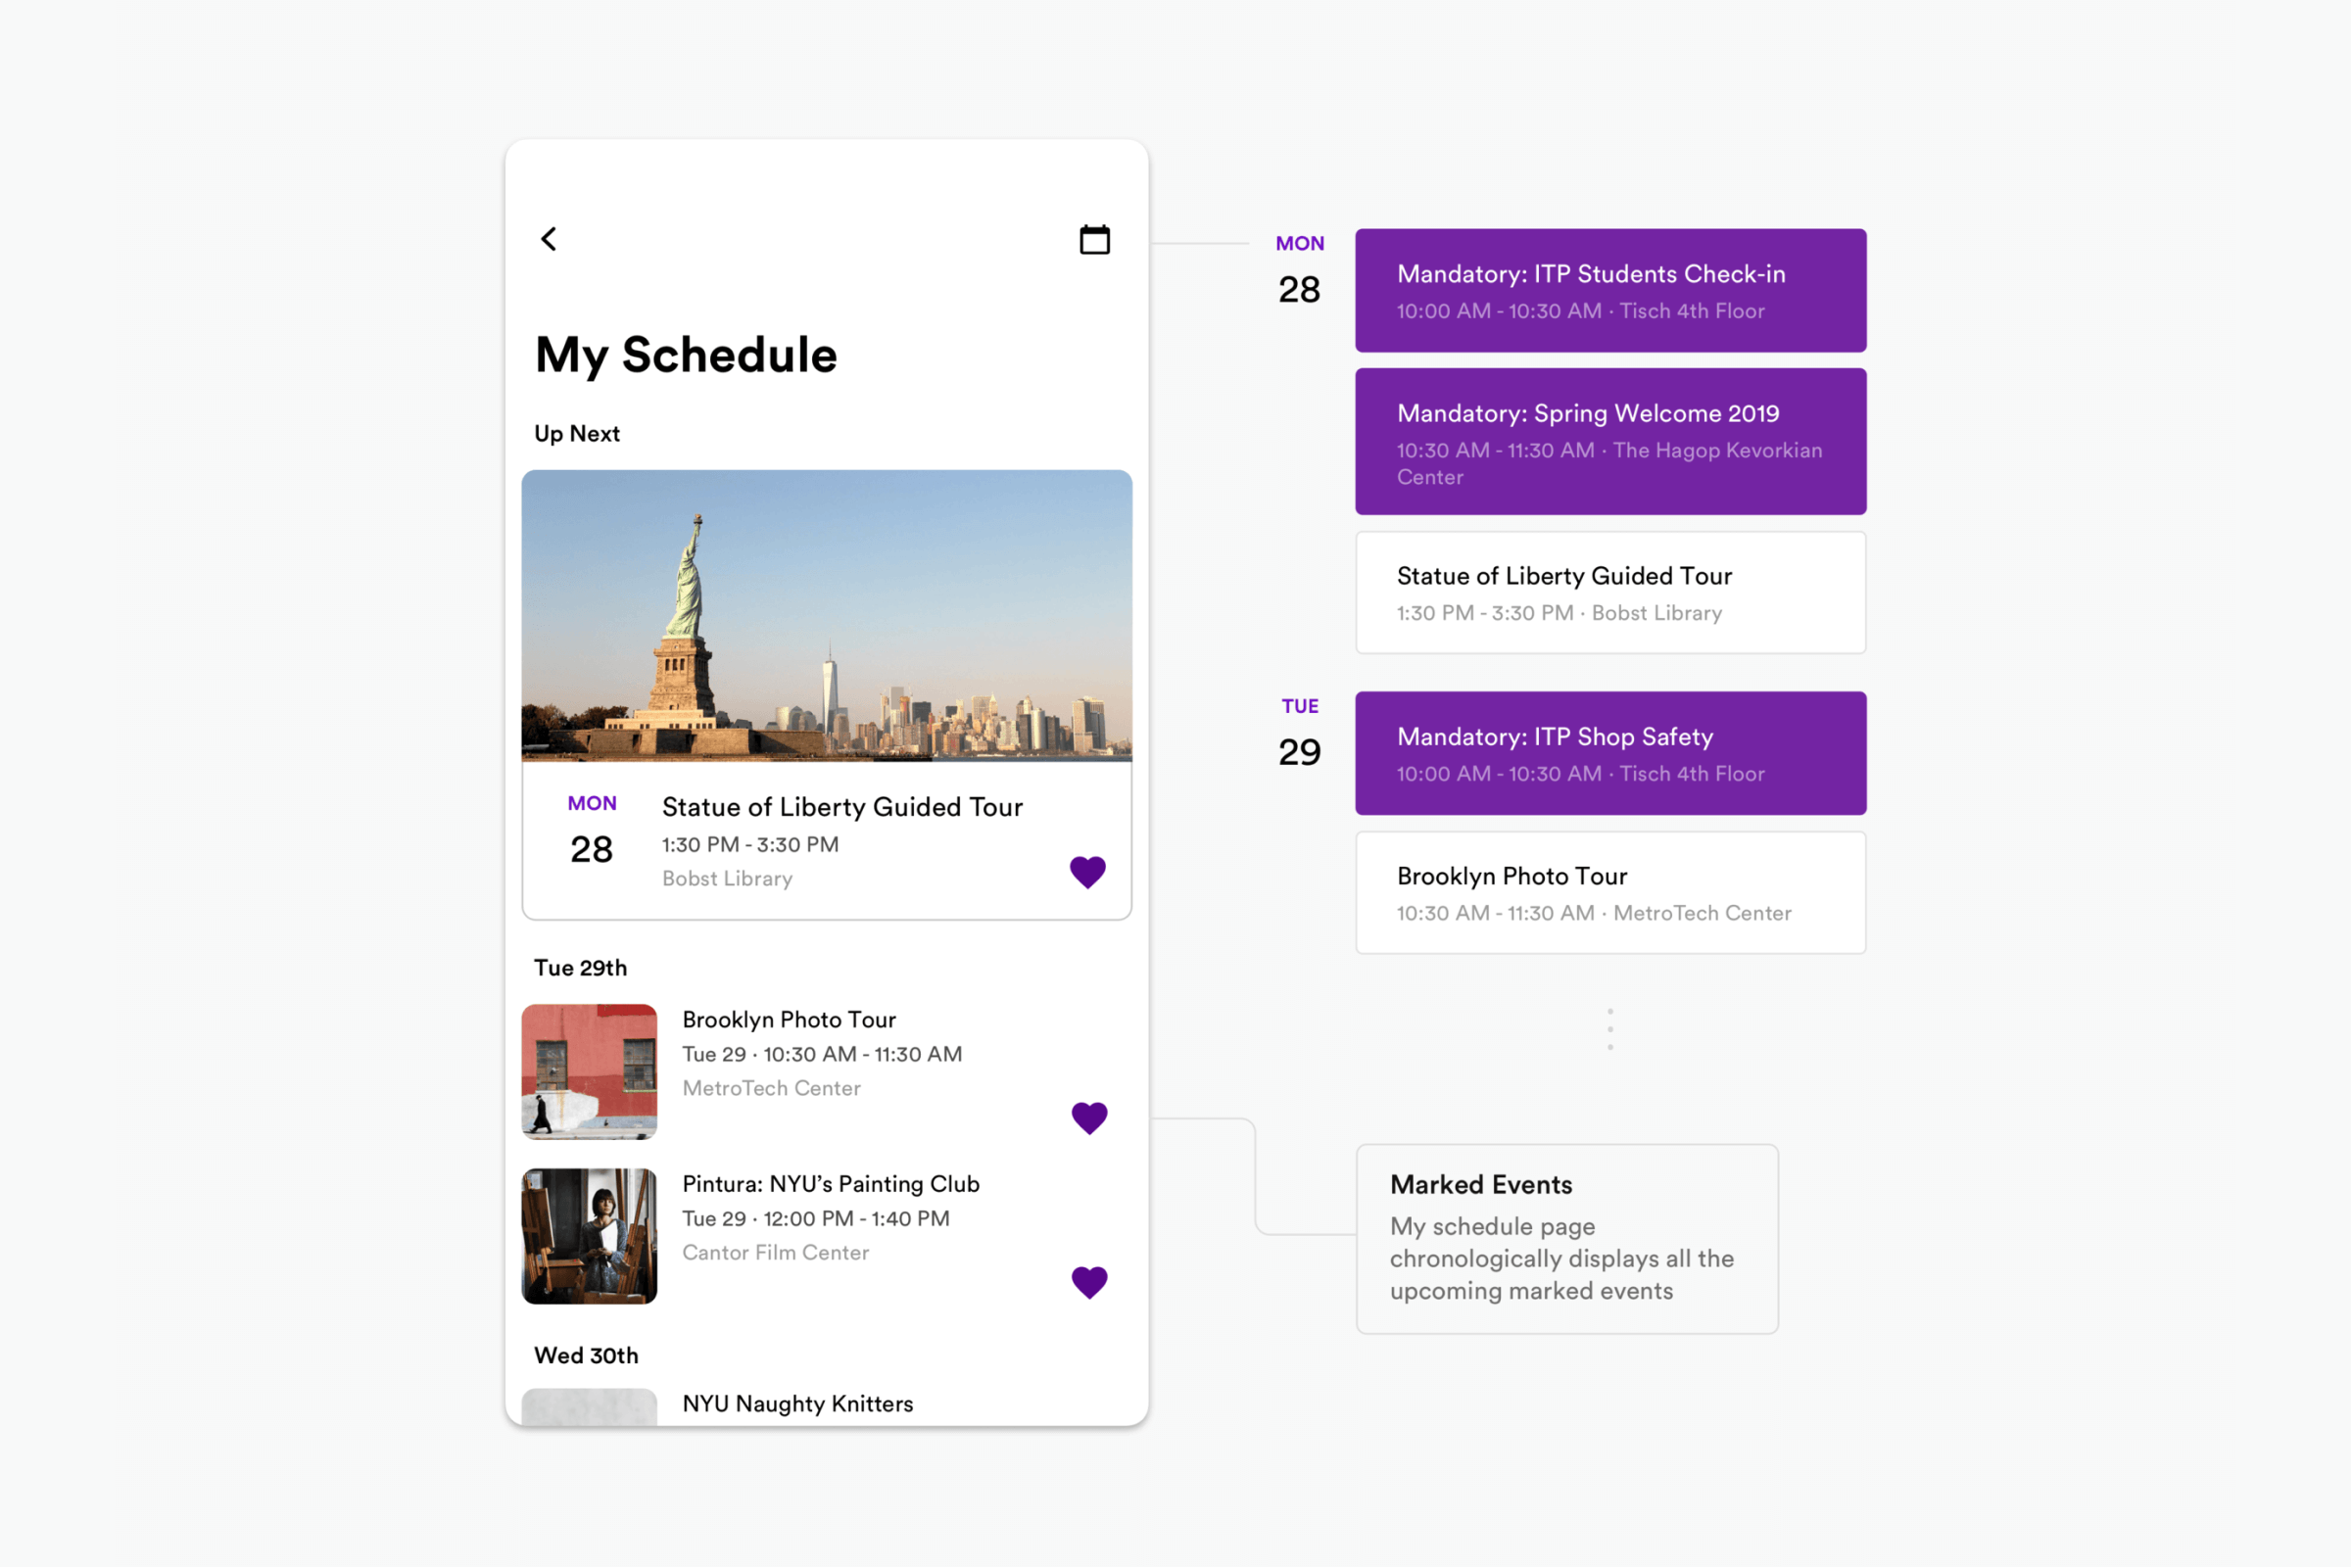 My Schedule
Up Next
MON
28
Statue of Liberty Guided Tour
1:30 PM - 3:30 PM
Bobst Library
Tue 29th
Brooklyn Photo Tour
Tue 29 · 10:30 AM - 11:30 AM
MetroTech Center
Pintura: NYU’s Painting Club
Tue 29 · 12:00 PM - 1:40 PM
Cantor Film Center
Wed 30th
NYU Naughty Knitters
MON
28
Mandatory: ITP Students Check-in
10:00 AM - 10:30 AM · Tisch 4th Floor
Mandatory: Spring Welcome 2019
10:30 AM - 11:30 AM · The Hagop Kevorkian
Center
Statue of Liberty Guided Tour
1:30 PM - 3:30 PM · Bobst Library
TUE
29
Mandatory: ITP Shop Safety
10:00 AM - 10:30 AM · Tisch 4th Floor
Brooklyn Photo Tour
10:30 AM - 11:30 AM · MetroTech Center
Marked Events
My schedule page
chronologically displays all the
upcoming marked events